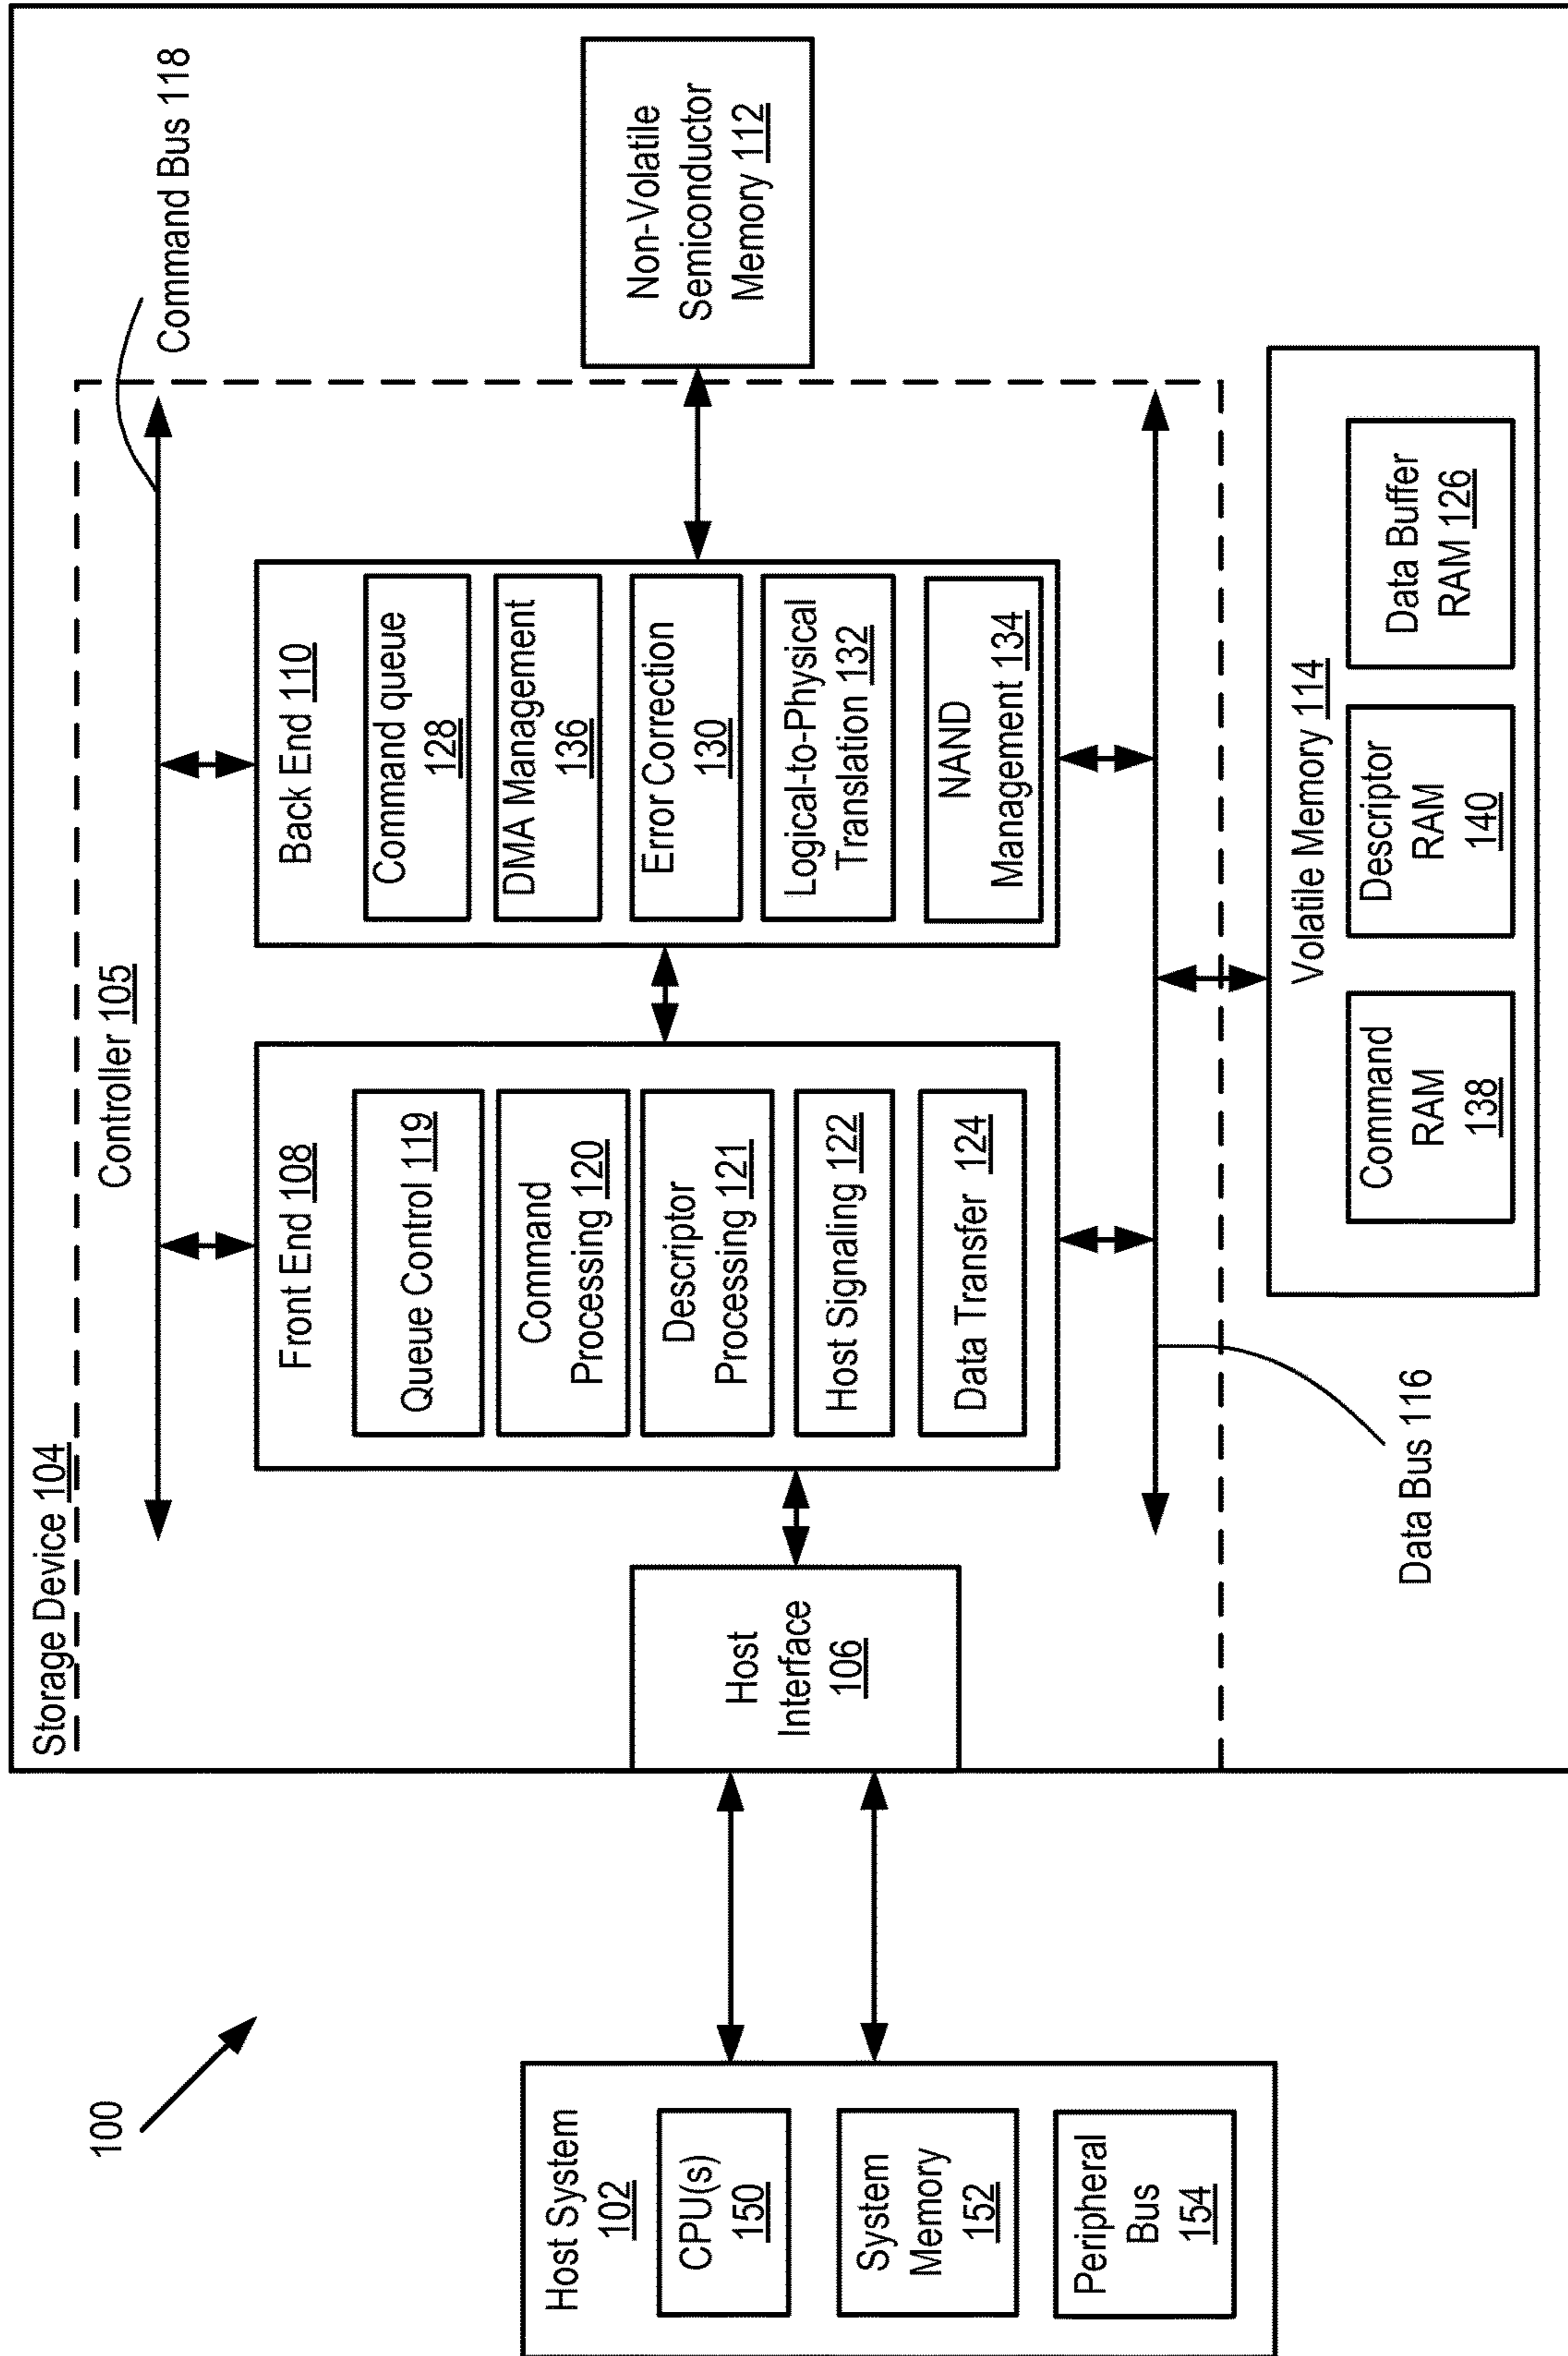 100
Host System
102
CPU(s)
150
System
Memory
152
Peripheral
Bus
154
Storage Device 104
Controller 105
Command Bus 118
Host
Interface
106
Front End 108
Queue Control 119
Command
Processing 120
Descriptor
Processing 121
Host Signaling 122
Data Transfer 124
Back End 110
Command queue
128
DMA Management
136
Error Correction
130
Logical-to-Physical
Translation 132
NAND
Management 134
Non-Volatile
Semiconductor
Memory 112
Data Bus 116
Volatile Memory 114
Command
RAM
138
Descriptor
RAM
140
Data Buffer
RAM 126